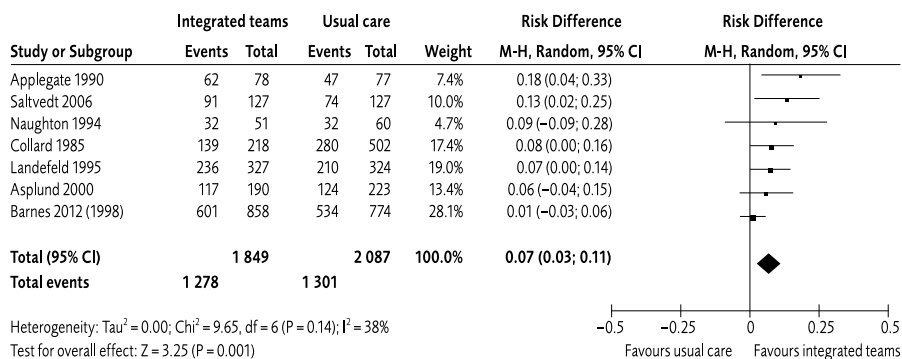 Integrated teams Usual care Risk Difference Risk Difference
Study or Subgroup Events Total Events Total Weight M-H, Random, 95% CI M-H, Random, 95% CI
Applegate 1990 62 78 47 77 7.4% 0.18 (0.04; 0.33)
Saltvedt 2006 91 127 74 127 10.0% 0.13 (0.02; 0.25)
Naughton 1994 32 51 32 60 4.7% 0.09 (−0.09; 0.28)
Collard 1985 139 218 280 502 17.4% 0.08 (0.00; 0.16)
Landefeld 1995 236 327 210 324 19.0% 0.07 (0.00; 0.14)
Asplund 2000 117 190 124 223 13.4% 0.06 (−0.04; 0.15)
Barnes 2012 (1998) 601 858 534 774 28.1% 0.01 (−0.03; 0.06)
Total (95% CI) 1 849 2 087 100.0% 0.07 (0.03; 0.11)
Total events 1 278 1 301
Heterogeneity: Tau² = 0.00; Chi² = 9.65, df = 6 (P = 0.14); I² = 38%
Test for overall effect: Z = 3.25 (P = 0.001)
−0.5 −0.25 0 0.25 0.5
Favours usual care Favours integrated teams